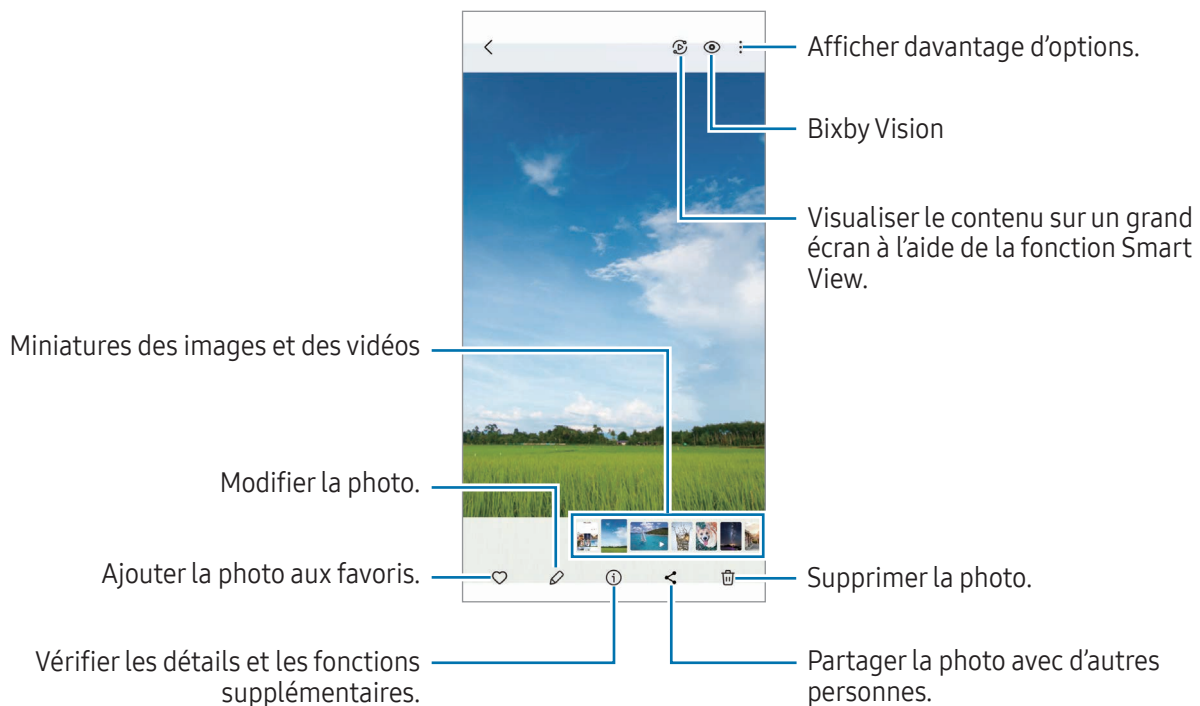 Afficher davantage d’options.
Bixby Vision
Visualiser le contenu sur un grand
écran à l’aide de la fonction Smart
View.
Miniatures des images et des vidéos
Modifier la photo.
Ajouter la photo aux favoris.
Supprimer la photo.
Vérifier les détails et les fonctions
supplémentaires.
Partager la photo avec d’autres
personnes.